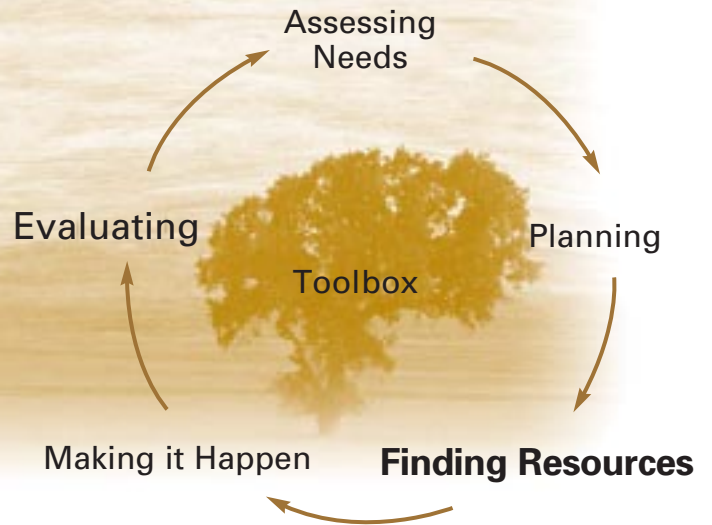 Assessing
Needs
Evaluating
Planning
Toolbox
Making it Happen
Finding Resources